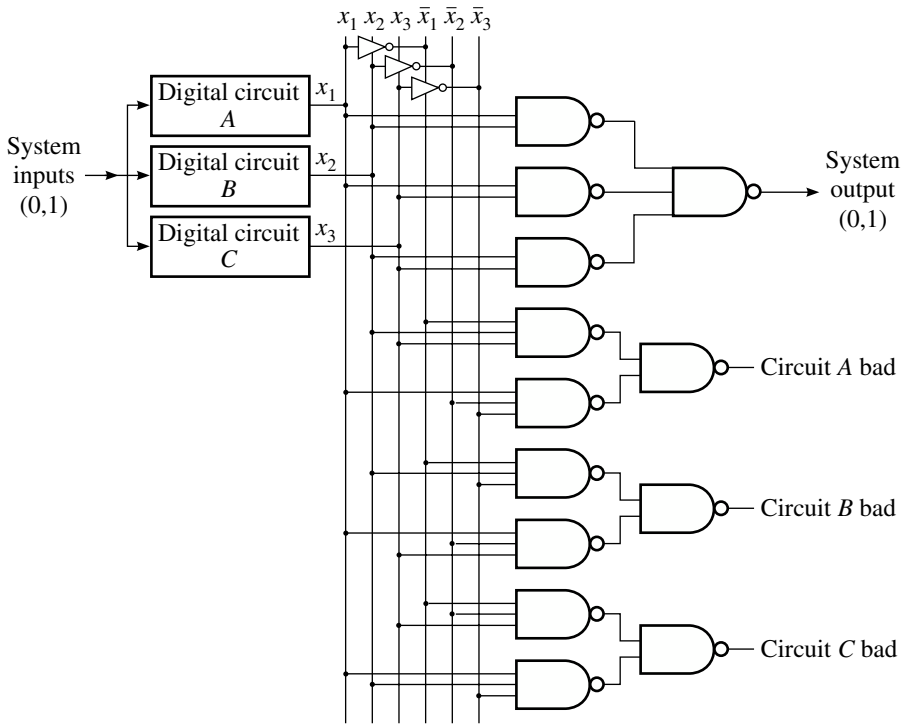 x₁ x₂ x₃ x̄₁ x̄₂ x̄₃
Digital circuit
A
x₁
System
inputs
(0,1)
Digital circuit
B
x₂
Digital circuit
C
x₃
System
output
(0,1)
Circuit A bad
Circuit B bad
Circuit C bad